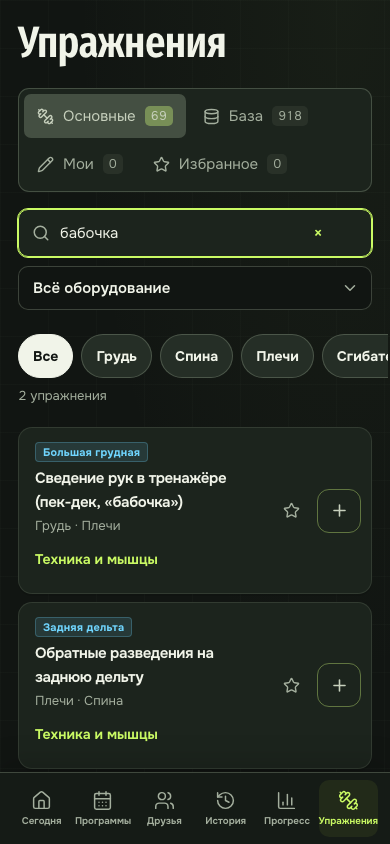 Упражнения
Основные 69
База 918
Мои 0
Избранное 0
бабочка ×
Всё оборудование
Все
Грудь
Спина
Плечи
Сгибат
2 упражнения
Большая грудная
Сведение рук в тренажёре
(пек-дек, «бабочка»)
Грудь · Плечи
Техника и мышцы
Задняя дельта
Обратные разведения на
заднюю дельту
Плечи · Спина
Техника и мышцы
Сегодня
Программы
Друзья
История
Прогресс
Упражнения